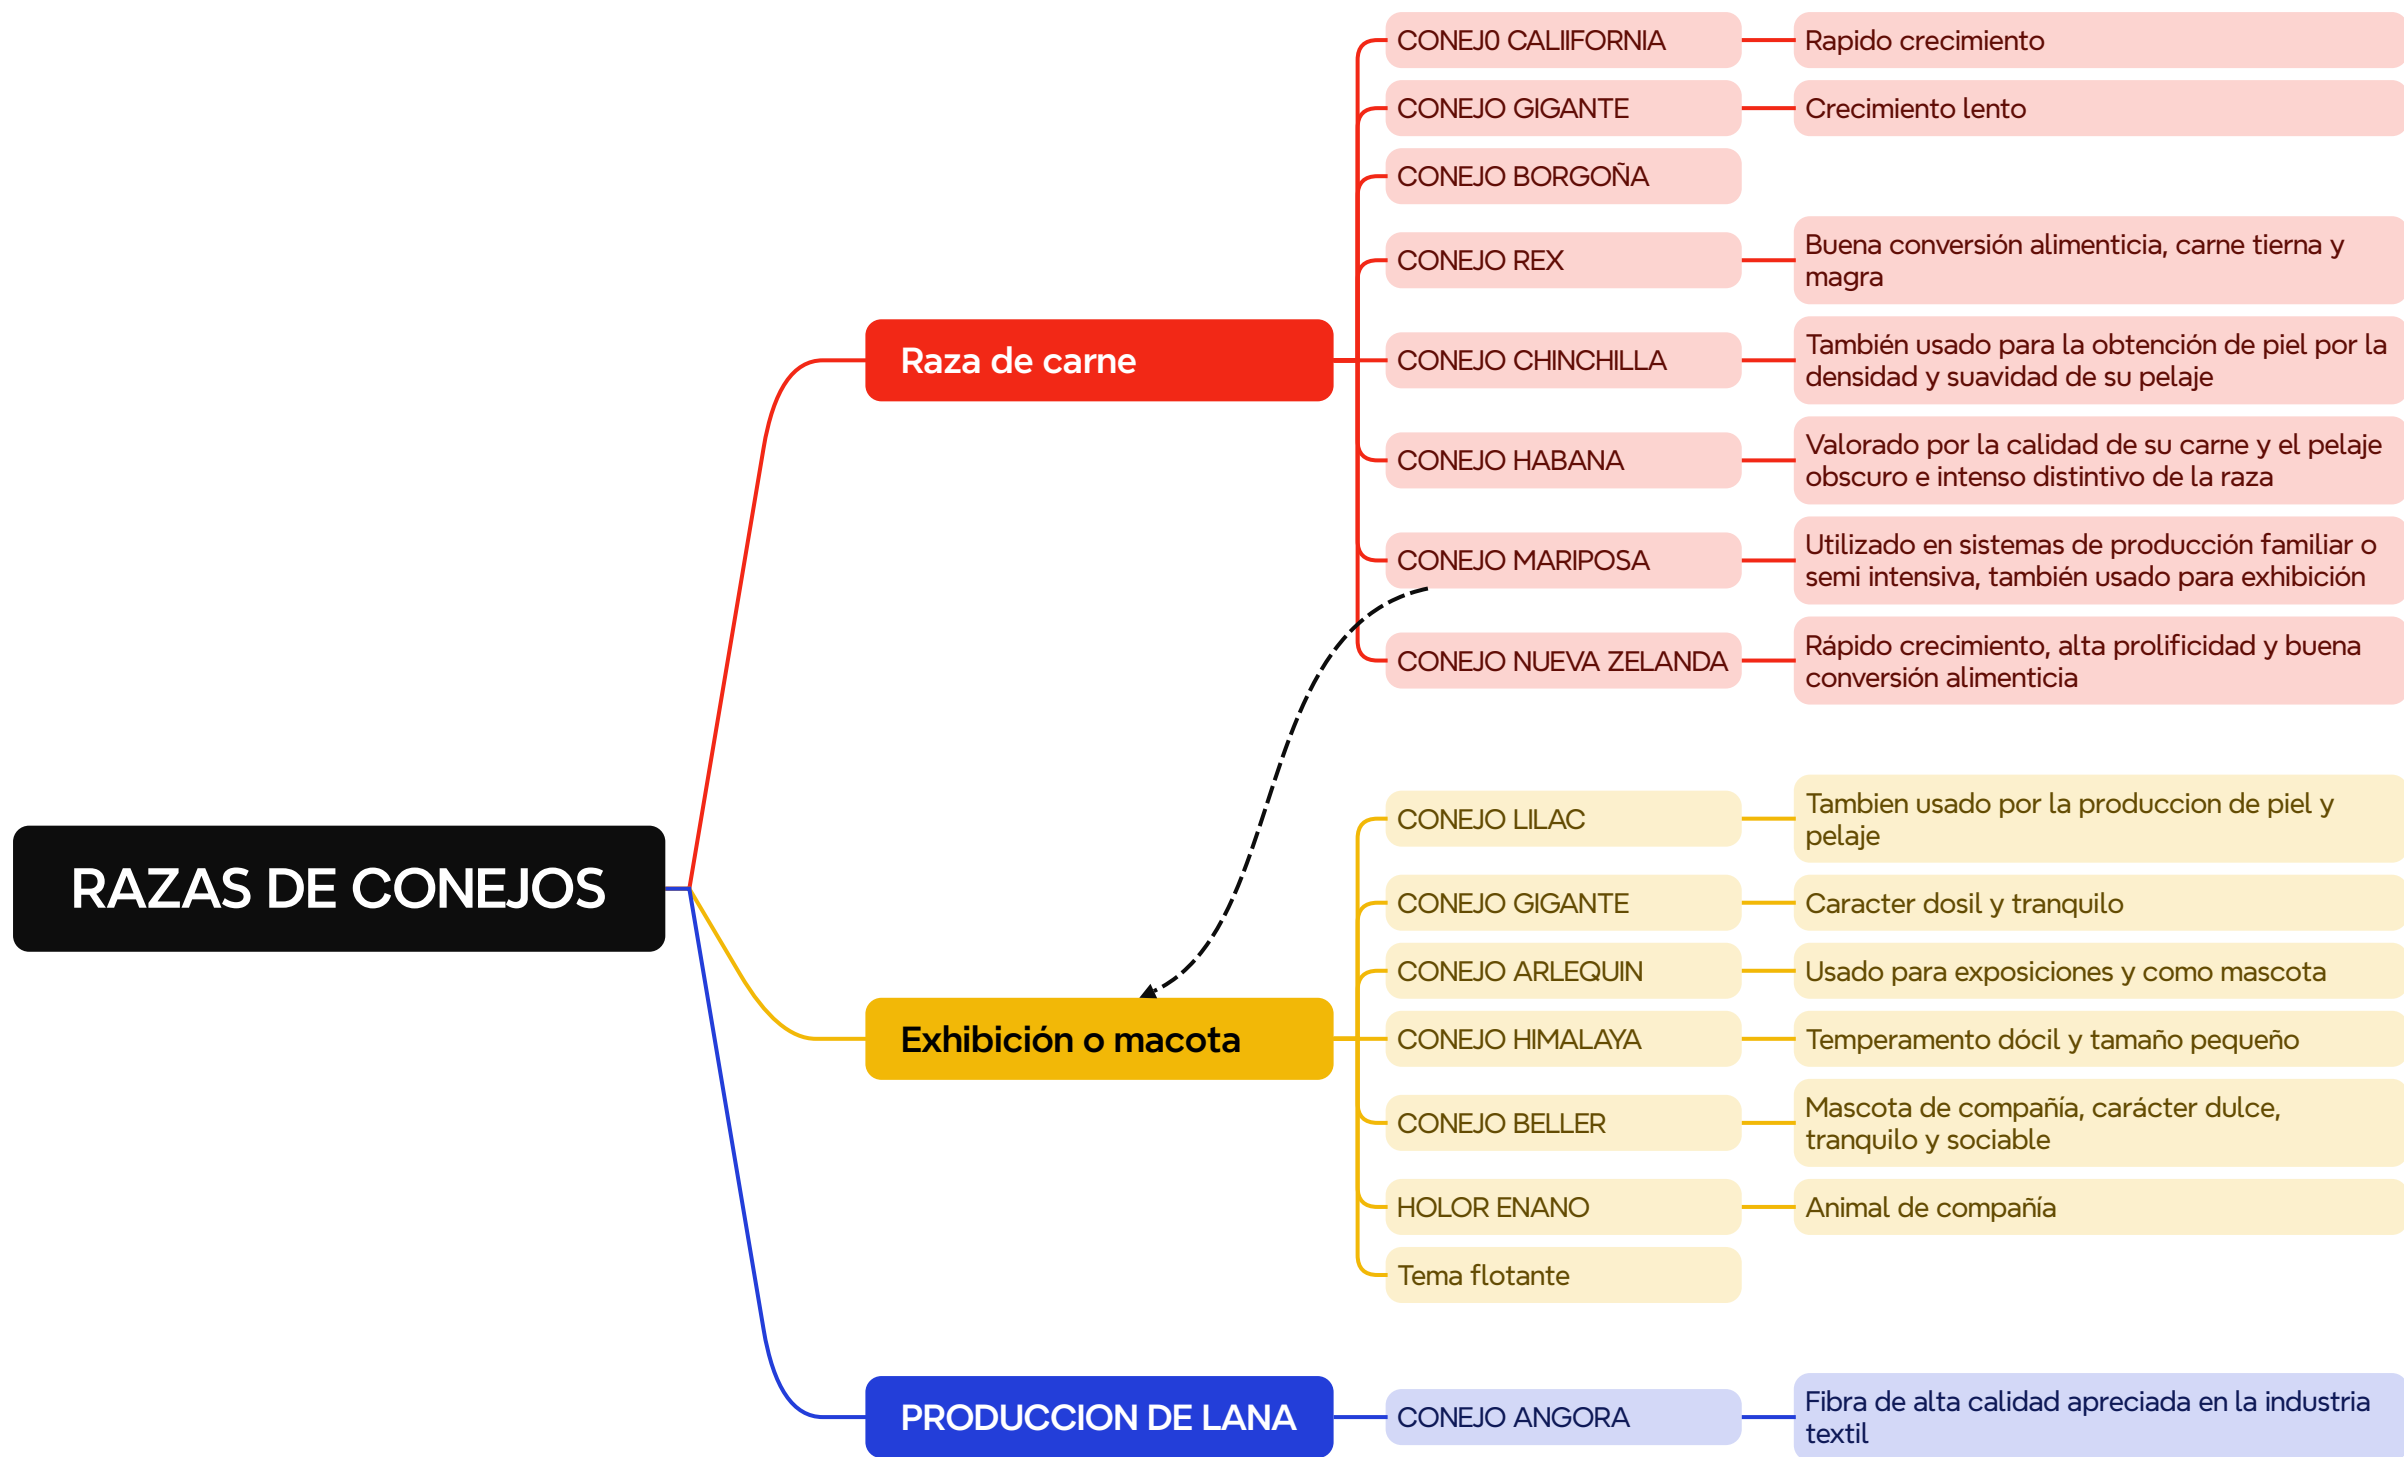 CONEJ0 CALIIFORNIA
Rapido crecimiento
CONEJO GIGANTE
Crecimiento lento
CONEJO BORGOÑA
CONEJO REX
Buena conversión alimenticia, carne tierna y
magra
Raza de carne
CONEJO CHINCHILLA
También usado para la obtención de piel por la
densidad y suavidad de su pelaje
CONEJO HABANA
Valorado por la calidad de su carne y el pelaje
obscuro e intenso distintivo de la raza
CONEJO MARIPOSA
Utilizado en sistemas de producción familiar o
semi intensiva, también usado para exhibición
CONEJO NUEVA ZELANDA
Rápido crecimiento, alta prolificidad y buena
conversión alimenticia
RAZAS DE CONEJOS
CONEJO LILAC
Tambien usado por la produccion de piel y
pelaje
CONEJO GIGANTE
Caracter dosil y tranquilo
CONEJO ARLEQUIN
Usado para exposiciones y como mascota
Exhibición o macota
CONEJO HIMALAYA
Temperamento dócil y tamaño pequeño
CONEJO BELLER
Mascota de compañía, carácter dulce,
tranquilo y sociable
HOLOR ENANO
Animal de compañía
Tema flotante
PRODUCCION DE LANA
CONEJO ANGORA
Fibra de alta calidad apreciada en la industria
textil